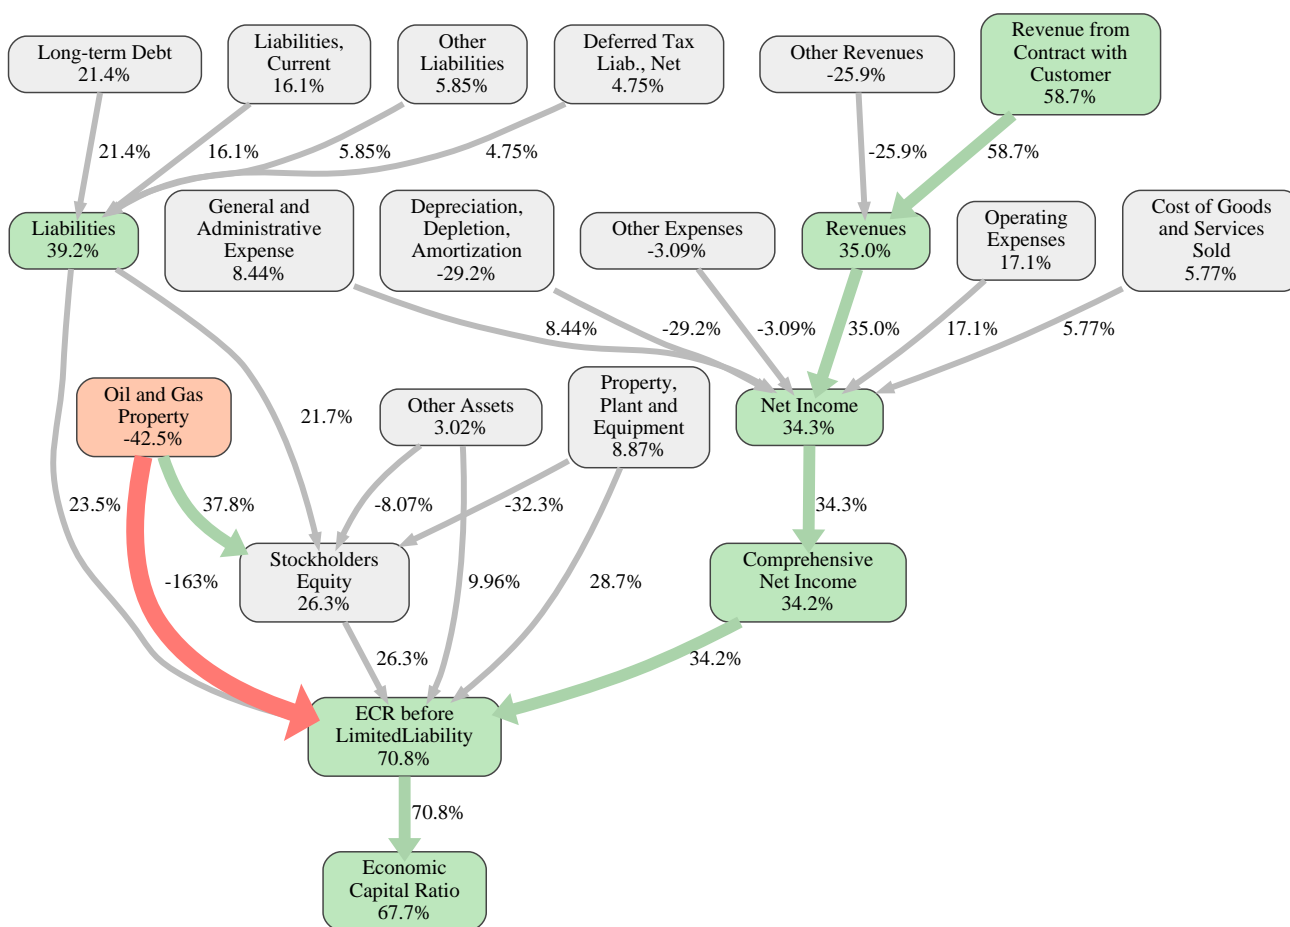 Long-term Debt
21.4%
Liabilities,
Current
16.1%
Other
Liabilities
5.85%
Deferred Tax
Liab., Net
4.75%
Other Revenues
-25.9%
Revenue from
Contract with
Customer
58.7%
21.4%
16.1%
5.85%
4.75%
-25.9%
58.7%
Liabilities
39.2%
General and
Administrative
Expense
8.44%
Depreciation,
Depletion,
Amortization
-29.2%
Other Expenses
-3.09%
Revenues
35.0%
Operating
Expenses
17.1%
Cost of Goods
and Services
Sold
5.77%
8.44%
-29.2%
-3.09%
35.0%
17.1%
5.77%
Oil and Gas
Property
-42.5%
21.7%
Other Assets
3.02%
Property,
Plant and
Equipment
8.87%
Net Income
34.3%
23.5%
37.8%
-8.07%
-32.3%
34.3%
Stockholders
Equity
26.3%
Comprehensive
Net Income
34.2%
-163%
9.96%
28.7%
26.3%
34.2%
ECR before
LimitedLiability
70.8%
70.8%
Economic
Capital Ratio
67.7%